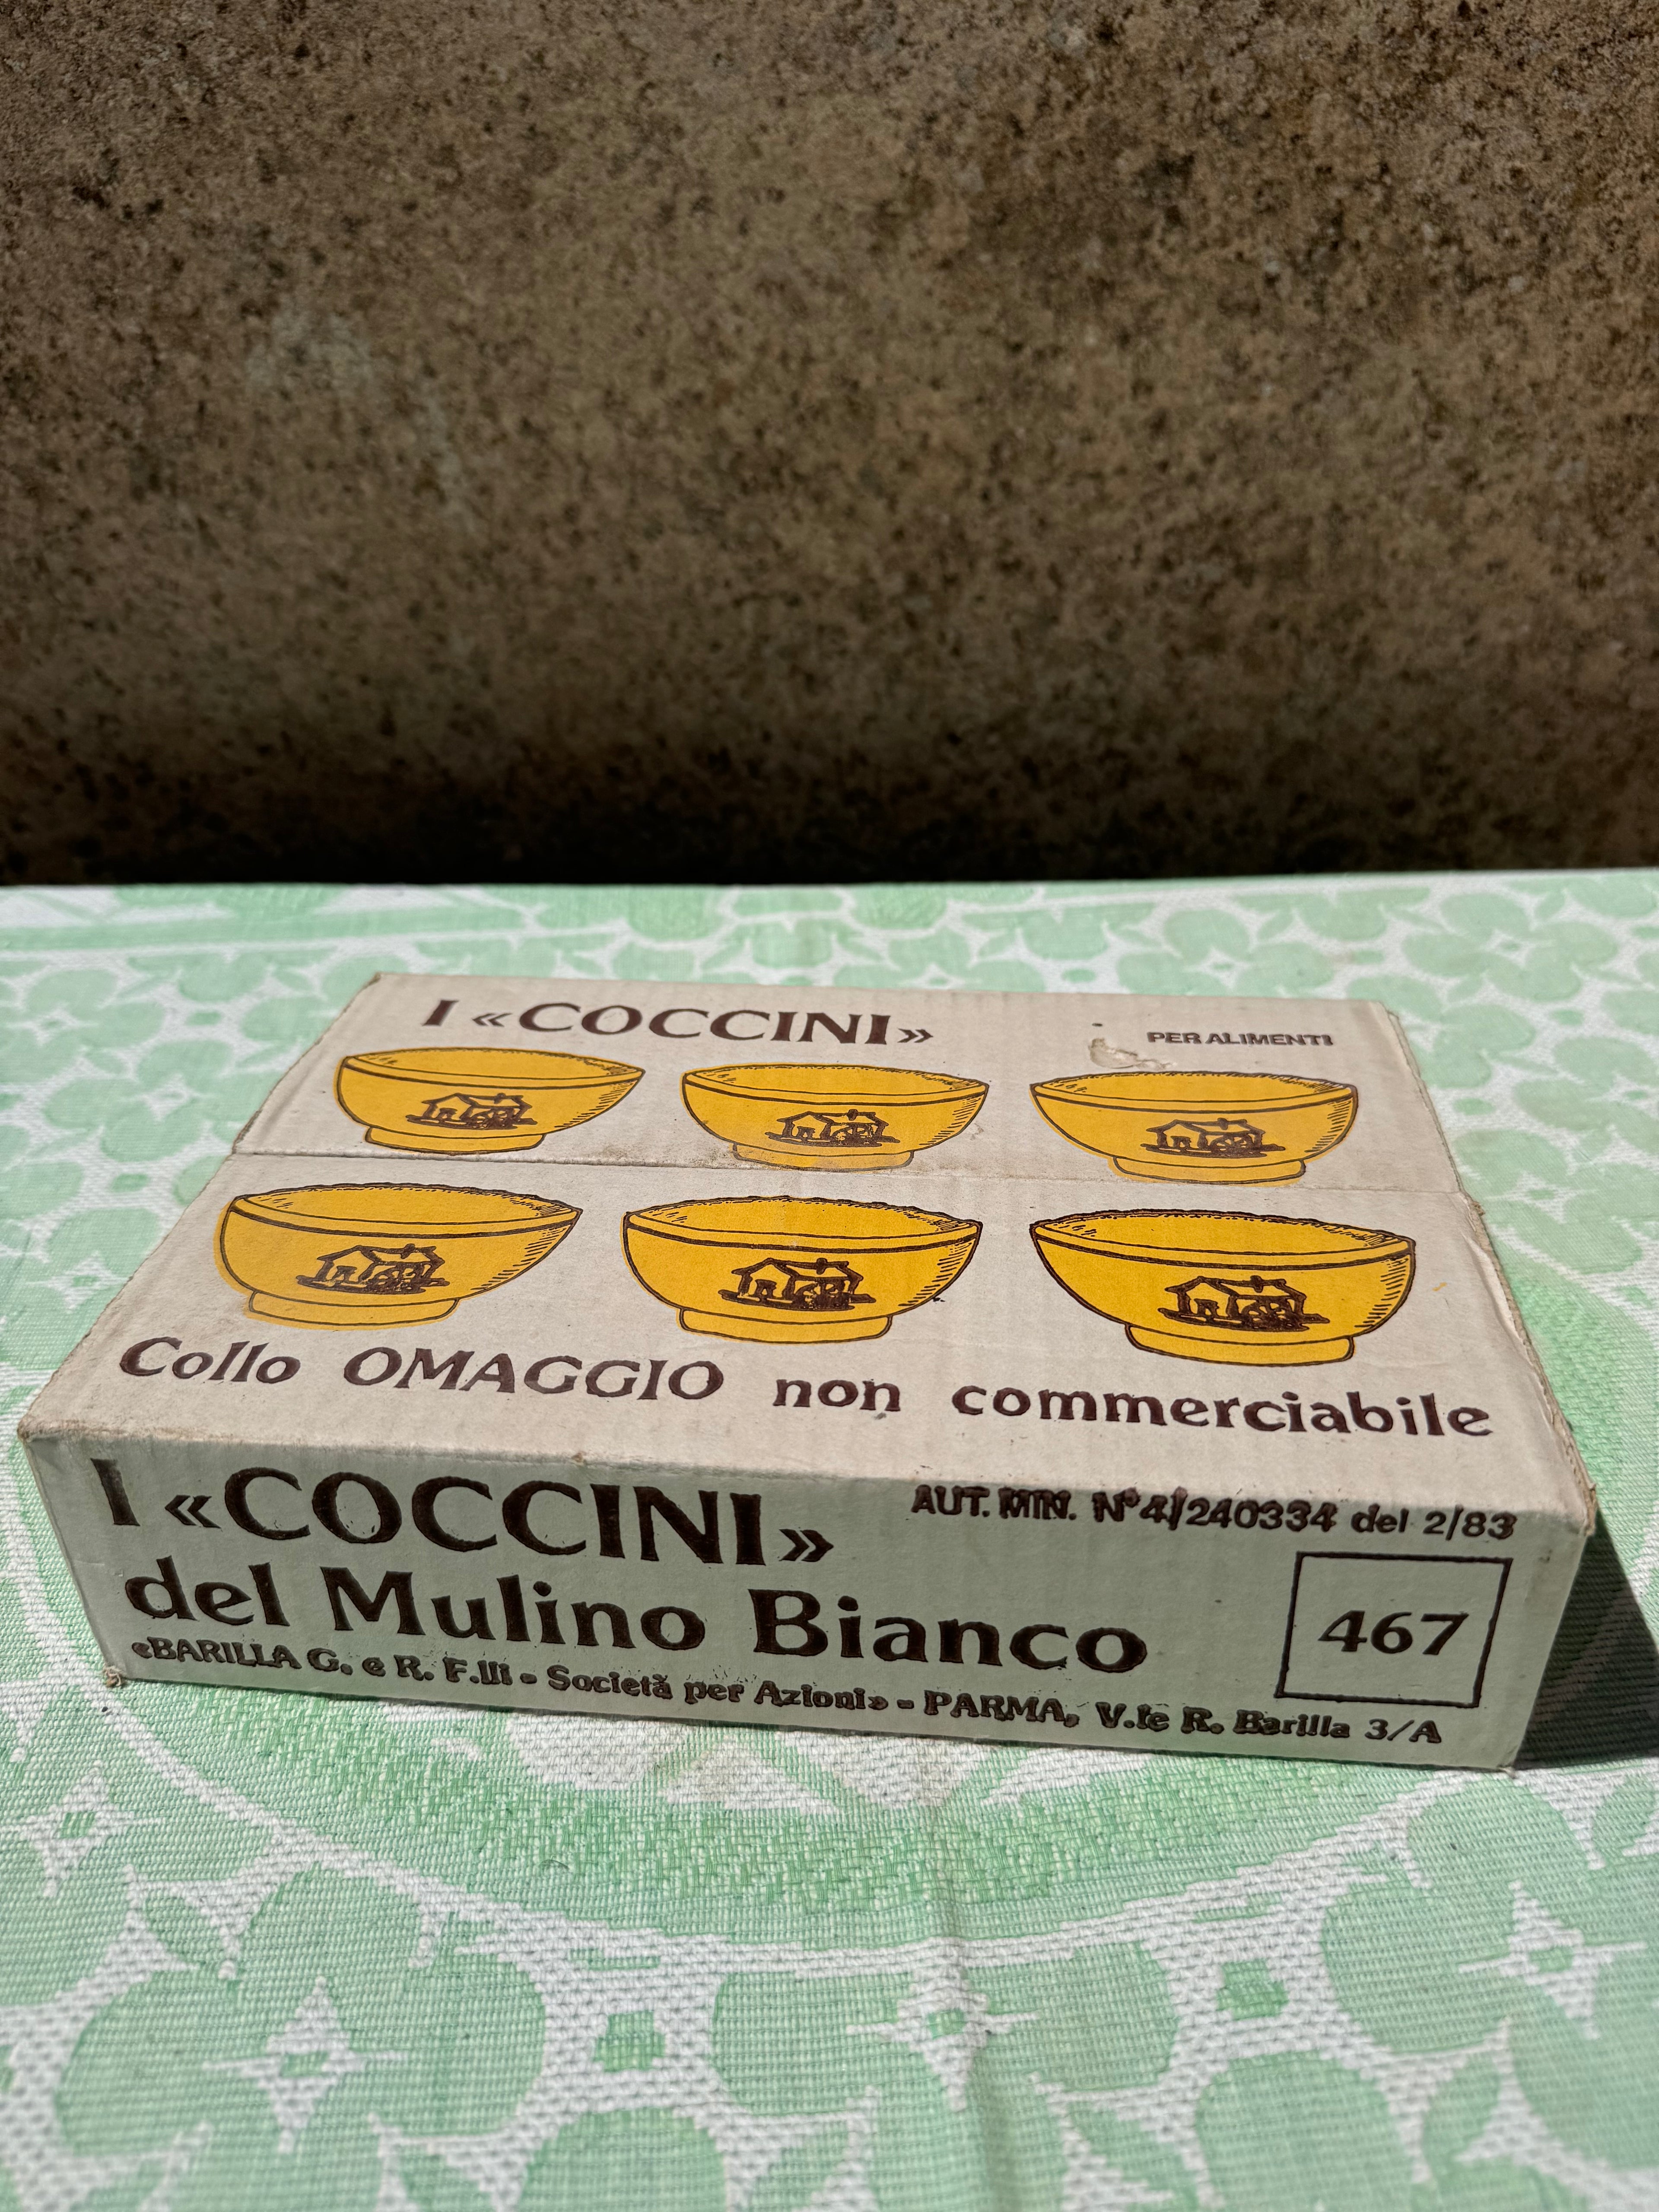 I «COCCINI»
PER ALIMENTI
Collo OMAGGIO non commerciabile
I «COCCINI»
AUT. MIN. N° 4/240334 del 2/83
del Mulino Bianco
467
«BARILLA G. e R. F.lli - Società per Azioni» - PARMA, V.le R. Barilla 3/A